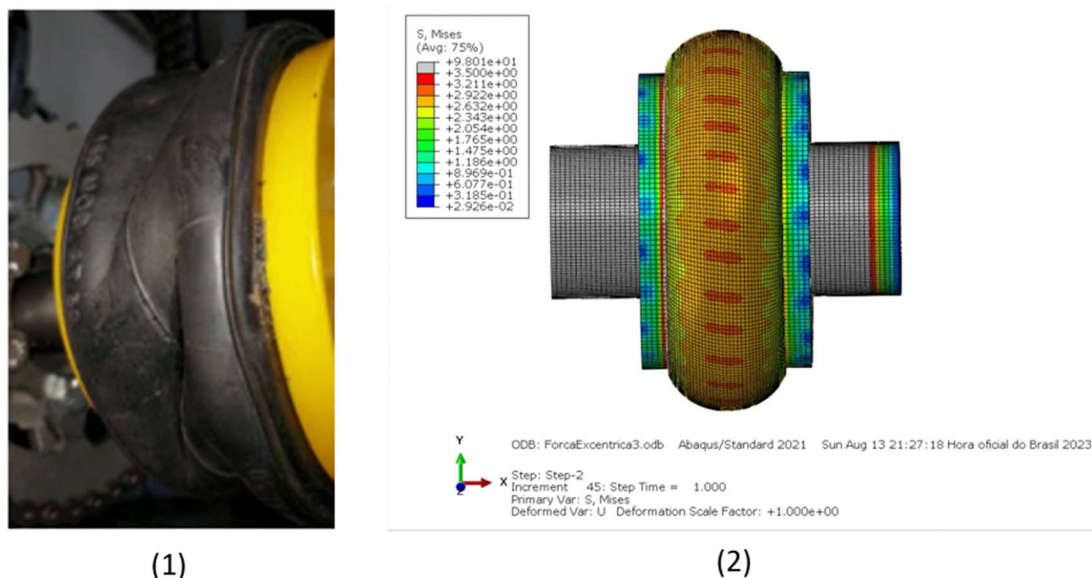 S, Mises
(Avg: 75%)
+9.801e+01
+3.500e+00
+3.211e+00
+2.922e+00
+2.632e+00
+2.343e+00
+2.054e+00
+1.765e+00
+1.475e+00
+1.186e+00
+8.969e-01
+6.077e-01
+3.185e-01
+2.926e-02
Y
X
Z
ODB: ForcaExcentrica3.odb Abaqus/Standard 2021 Sun Aug 13 21:27:18 Hora oficial do Brasil 2023
Step: Step-2
Increment 45: Step Time = 1.000
Primary Var: S, Mises
Deformed Var: U Deformation Scale Factor: +1.000e+00
(1)
(2)